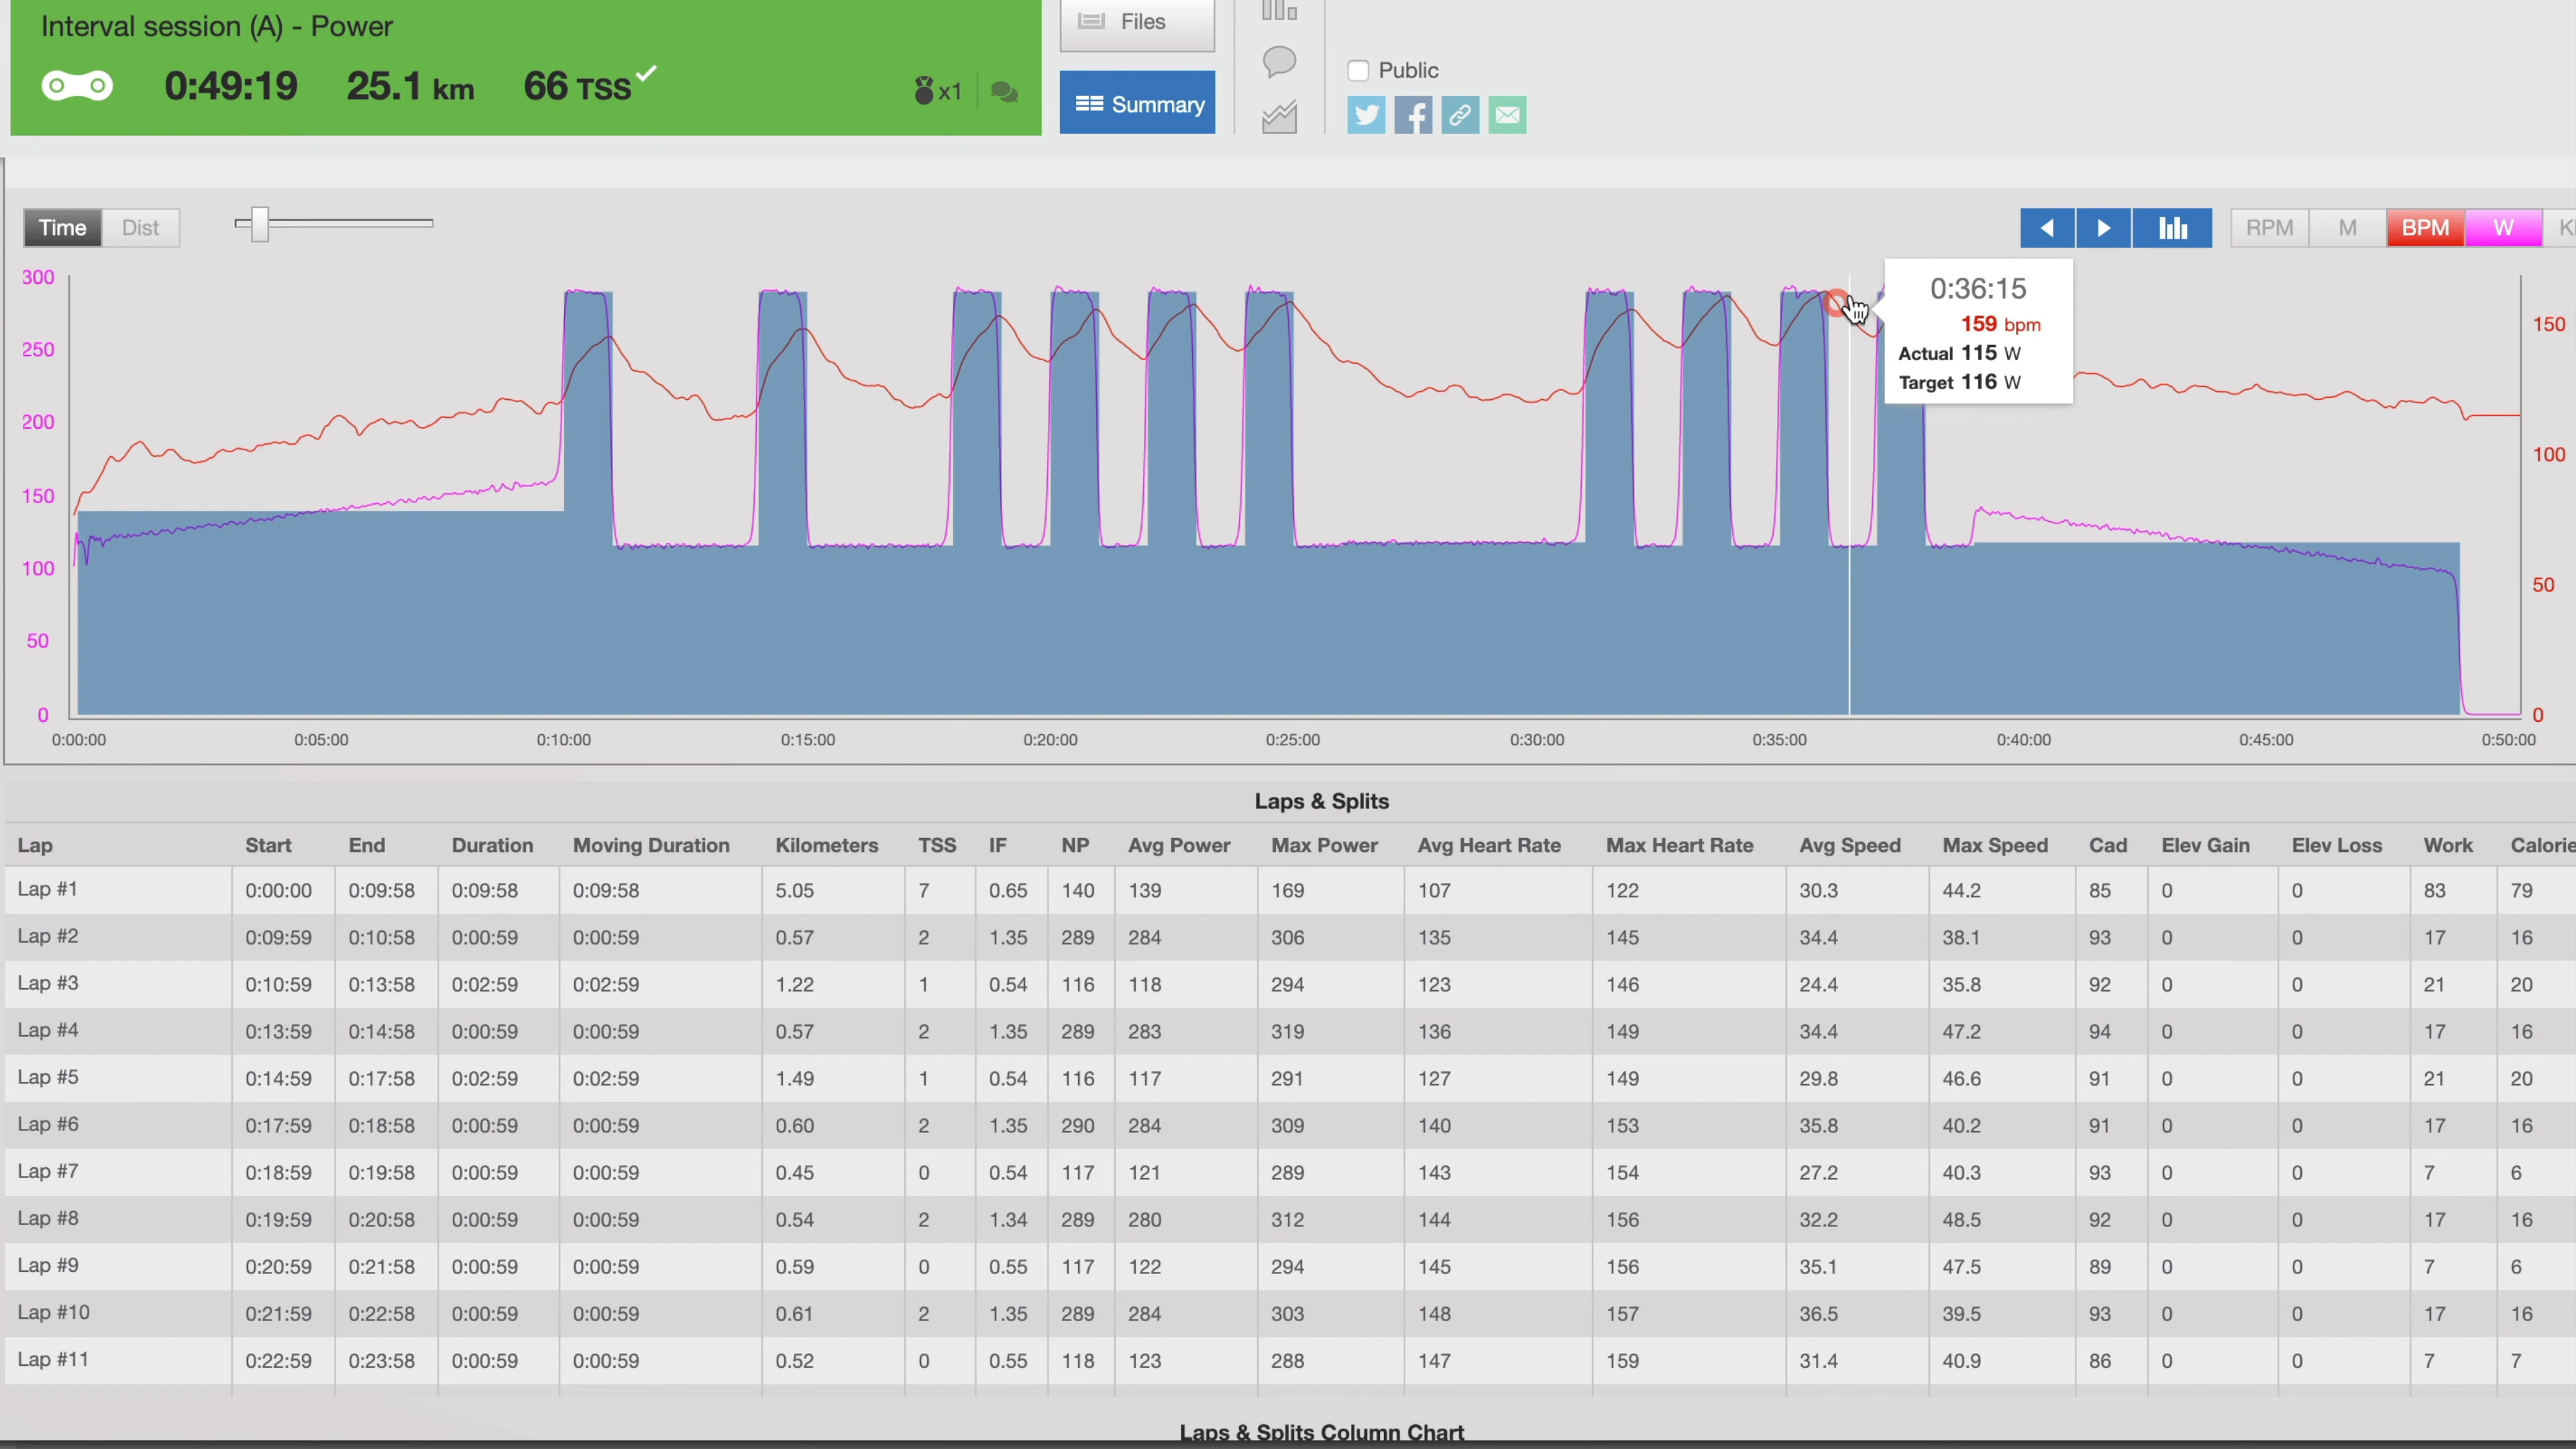 Interval session (A) - Power
0:49:19 25.1 km 66 TSS x1
Files
Summary
Public
Time Dist
RPM M BPM W
300
250
200
150
100
50
0
150
100
50
0
0:36:15
159 bpm
Actual 115 W
Target 116 W
0:00:00 0:05:00 0:10:00 0:15:00 0:20:00 0:25:00 0:30:00 0:35:00 0:40:00 0:45:00 0:50:00
Laps & Splits
Lap Start End Duration Moving Duration Kilometers TSS IF NP Avg Power Max Power Avg Heart Rate Max Heart Rate Avg Speed Max Speed Cad Elev Gain Elev Loss Work Calorie
Lap #1 0:00:00 0:09:58 0:09:58 0:09:58 5.05 7 0.65 140 139 169 107 122 30.3 44.2 85 0 0 83 79
Lap #2 0:09:59 0:10:58 0:00:59 0:00:59 0.57 2 1.35 289 284 306 135 145 34.4 38.1 93 0 0 17 16
Lap #3 0:10:59 0:13:58 0:02:59 0:02:59 1.22 1 0.54 116 118 294 123 146 24.4 35.8 92 0 0 21 20
Lap #4 0:13:59 0:14:58 0:00:59 0:00:59 0.57 2 1.35 289 283 319 136 149 34.4 47.2 94 0 0 17 16
Lap #5 0:14:59 0:17:58 0:02:59 0:02:59 1.49 1 0.54 116 117 291 127 149 29.8 46.6 91 0 0 21 20
Lap #6 0:17:59 0:18:58 0:00:59 0:00:59 0.60 2 1.35 290 284 309 140 153 35.8 40.2 91 0 0 17 16
Lap #7 0:18:59 0:19:58 0:00:59 0:00:59 0.45 0 0.54 117 121 289 143 154 27.2 40.3 93 0 0 7 6
Lap #8 0:19:59 0:20:58 0:00:59 0:00:59 0.54 2 1.34 289 280 312 144 156 32.2 48.5 92 0 0 17 16
Lap #9 0:20:59 0:21:58 0:00:59 0:00:59 0.59 0 0.55 117 122 294 145 156 35.1 47.5 89 0 0 7 6
Lap #10 0:21:59 0:22:58 0:00:59 0:00:59 0.61 2 1.35 289 284 303 148 157 36.5 39.5 93 0 0 17 16
Lap #11 0:22:59 0:23:58 0:00:59 0:00:59 0.52 0 0.55 118 123 288 147 159 31.4 40.9 86 0 0 7 7
Laps & Splits Column Chart